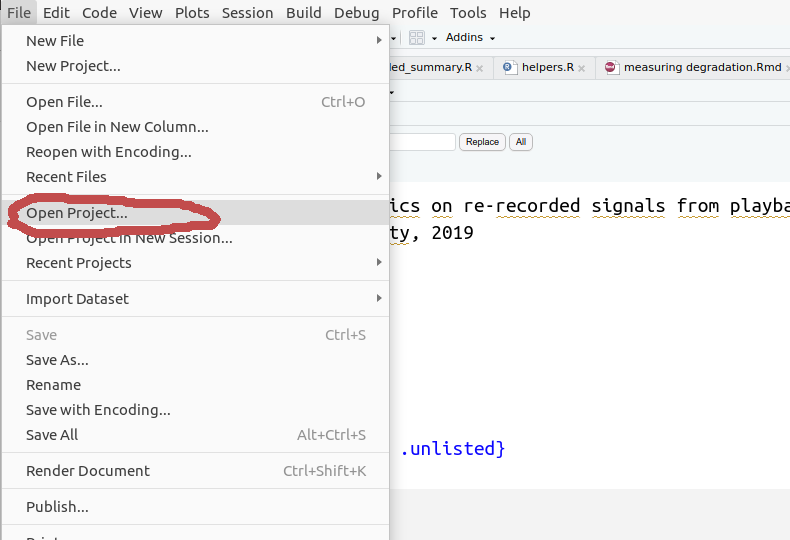 File Edit Code View Plots Session Build Debug Profile Tools Help
New File
New Project...
Open File... Ctrl+O
Open File in New Column...
Reopen with Encoding...
Recent Files
Open Project...
Open Project in New Session...
Recent Projects
Import Dataset
Save Ctrl+S
Save As...
Rename
Save with Encoding...
Save All Alt+Ctrl+S
Render Document Ctrl+Shift+K
Publish...
Addins
led_summary.R helpers.R measuring degradation.Rmd
Replace All
ics on re-recorded signals from playba
ty, 2019
.unlisted}